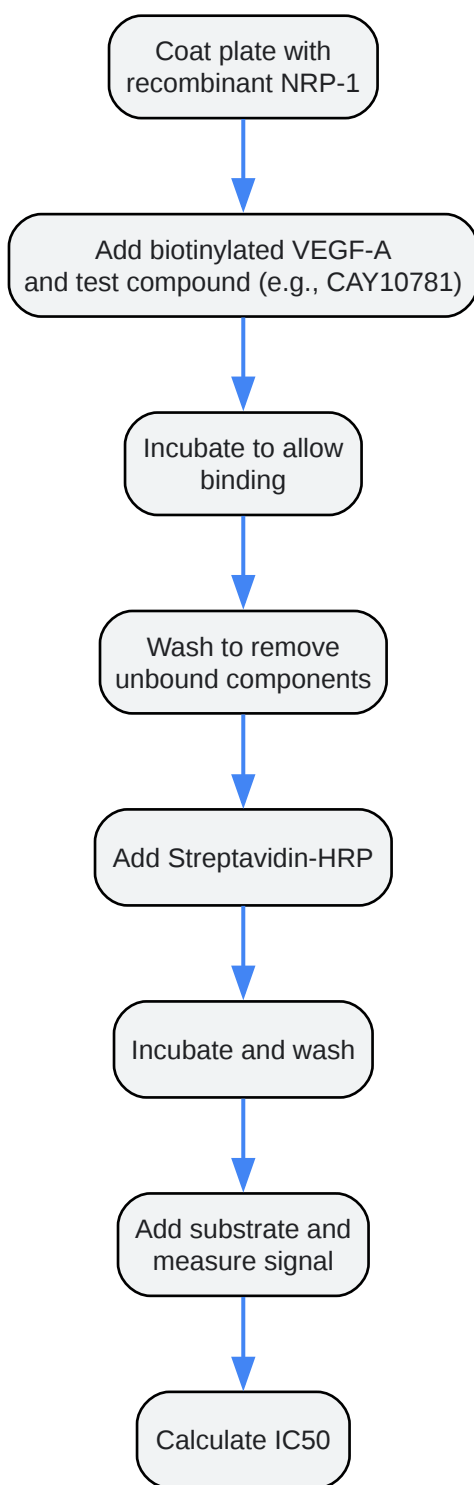 Coat plate with
recombinant NRP-1
Add biotinylated VEGF-A
and test compound (e.g., CAY10781)
Incubate to allow
binding
Wash to remove
unbound components
Add Streptavidin-HRP
Incubate and wash
Add substrate and
measure signal
Calculate IC50